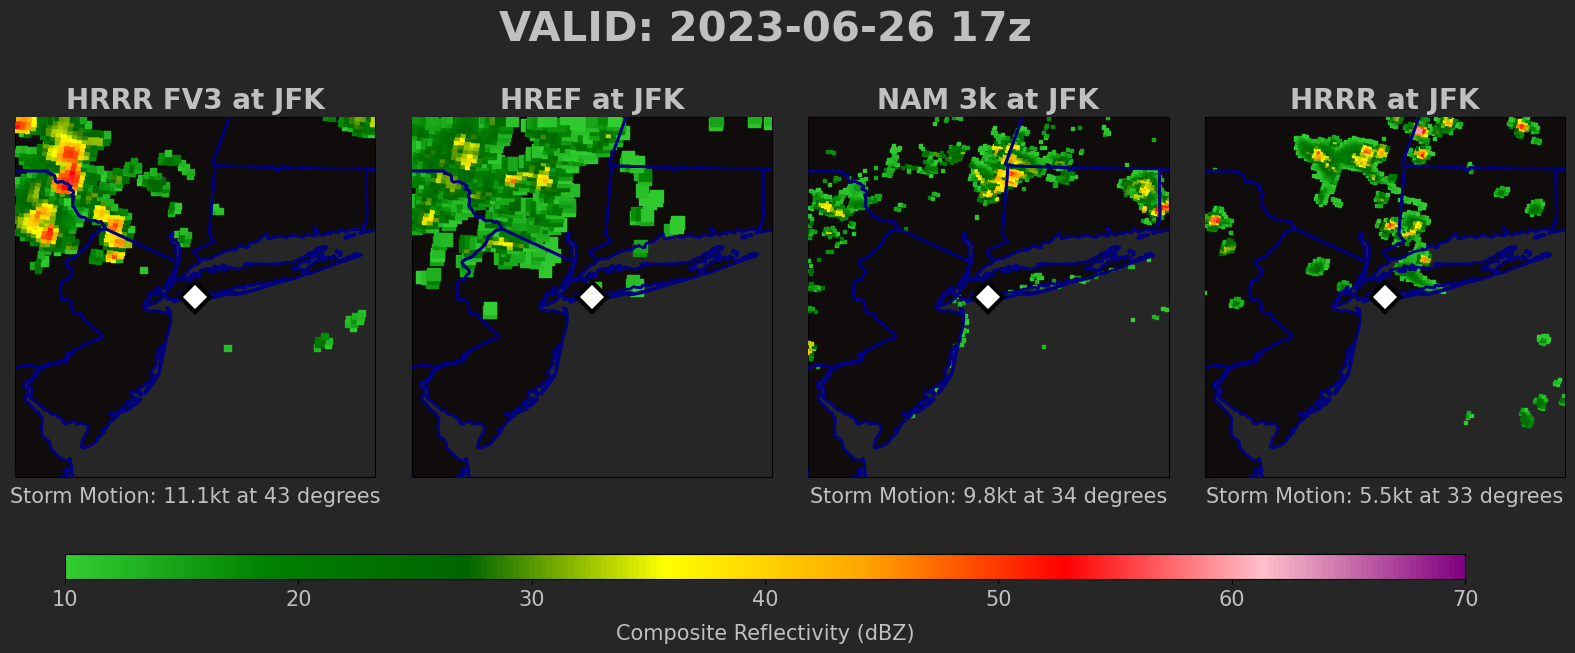 VALID: 2023-06-26 17z
HRRR FV3 at JFK
HREF at JFK
NAM 3k at JFK
HRRR at JFK
Storm Motion: 11.1kt at 43 degrees
Storm Motion: 9.8kt at 34 degrees
Storm Motion: 5.5kt at 33 degrees
10 20 30 40 50 60 70
Composite Reflectivity (dBZ)